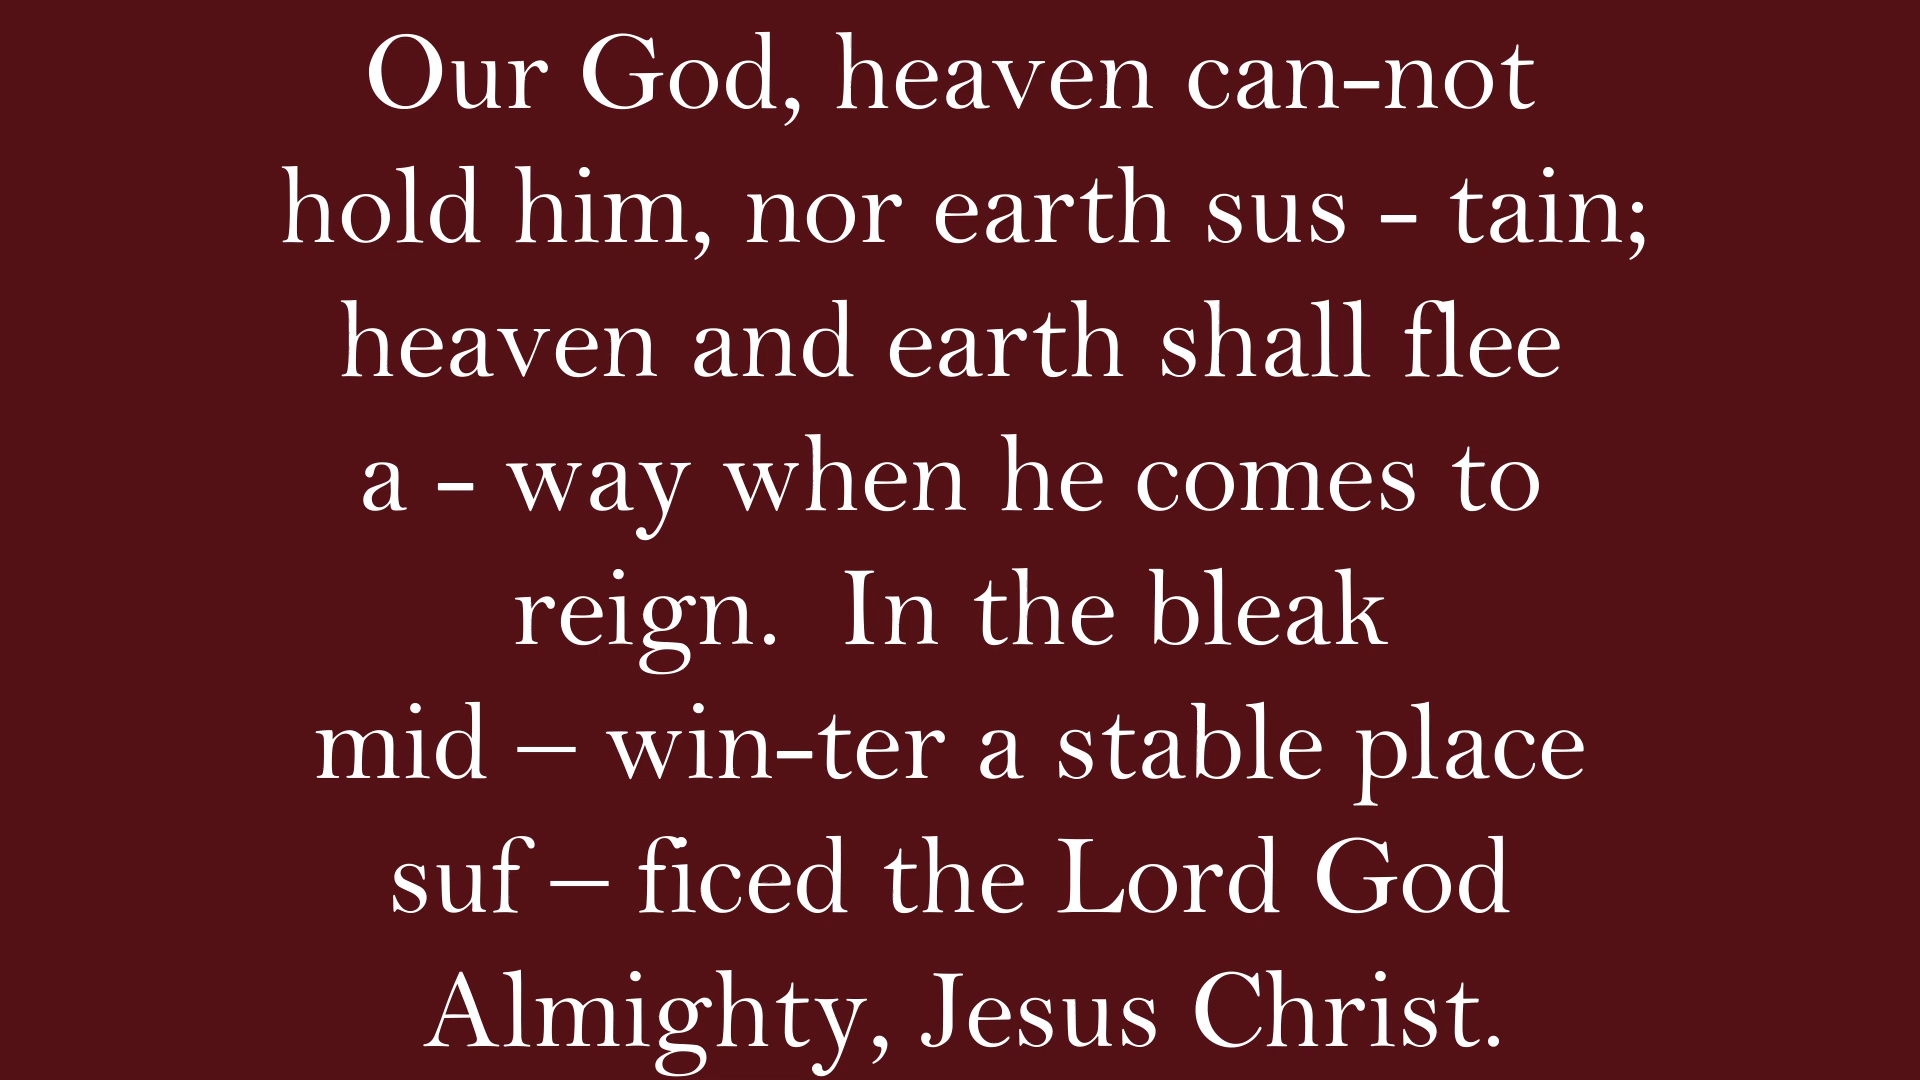 Our God, heaven can-not
hold him, nor earth sus - tain;
heaven and earth shall flee
a - way when he comes to
reign.  In the bleak
mid – win-ter a stable place
suf – ficed the Lord God
Almighty, Jesus Christ.